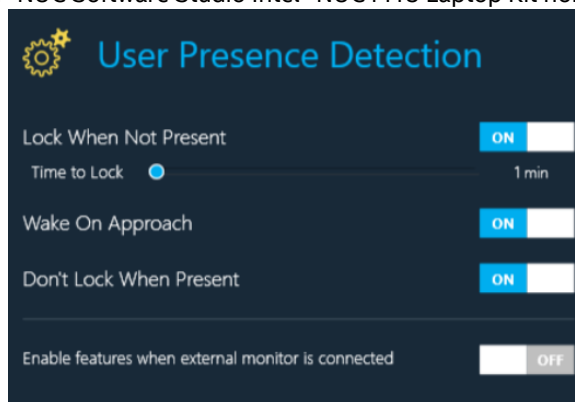 User Presence Detection
Lock When Not Present ON
Time to Lock 1 min
Wake On Approach ON
Don't Lock When Present ON
Enable features when external monitor is connected OFF